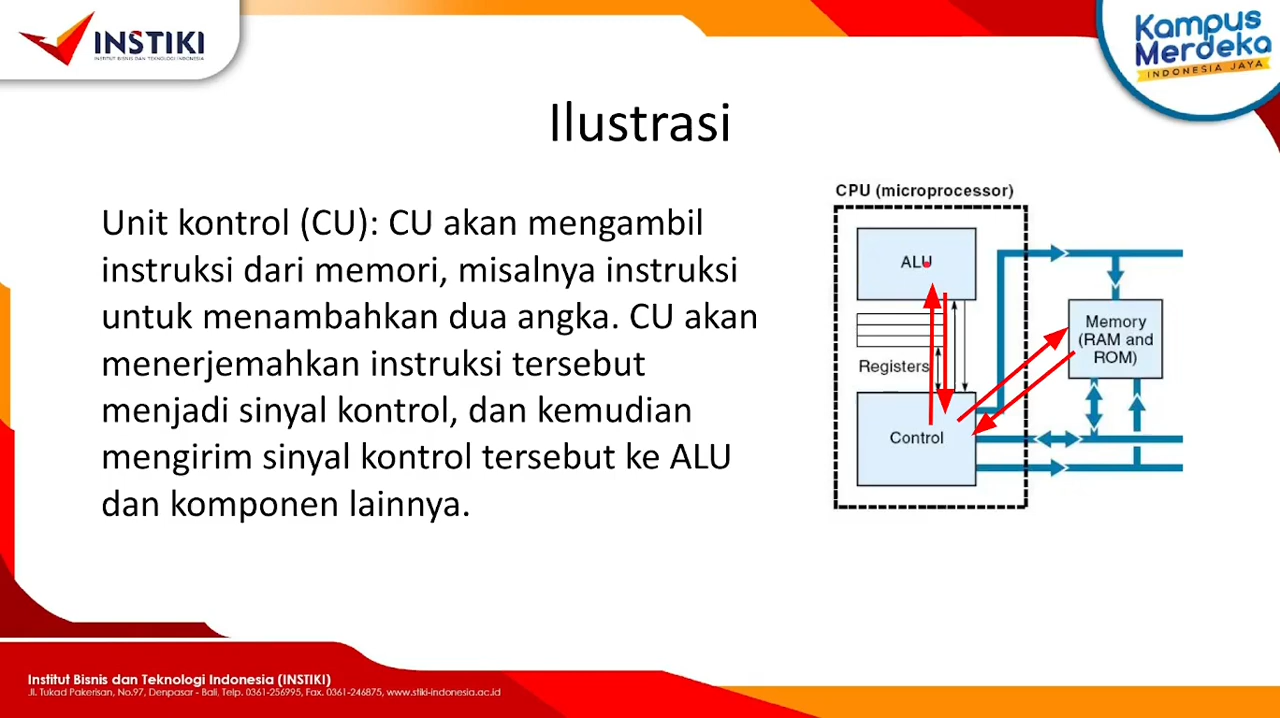 INSTIKI
INSTITUT BISNIS DAN TEKNOLOGI INDONESIA
Kampus
Merdeka
INDONESIA JAYA
Ilustrasi
Unit kontrol (CU): CU akan mengambil
instruksi dari memori, misalnya instruksi
untuk menambahkan dua angka. CU akan
menerjemahkan instruksi tersebut
menjadi sinyal kontrol, dan kemudian
mengirim sinyal kontrol tersebut ke ALU
dan komponen lainnya.
CPU (microprocessor)
ALU
Registers
Control
Memory
(RAM and
ROM)
Institut Bisnis dan Teknologi Indonesia (INSTIKI)
Jl. Tukad Pakerisan, No.97, Denpasar - Bali, Telp. 0361-256995, Fax. 0361-246875, www.stiki-indonesia.ac.id